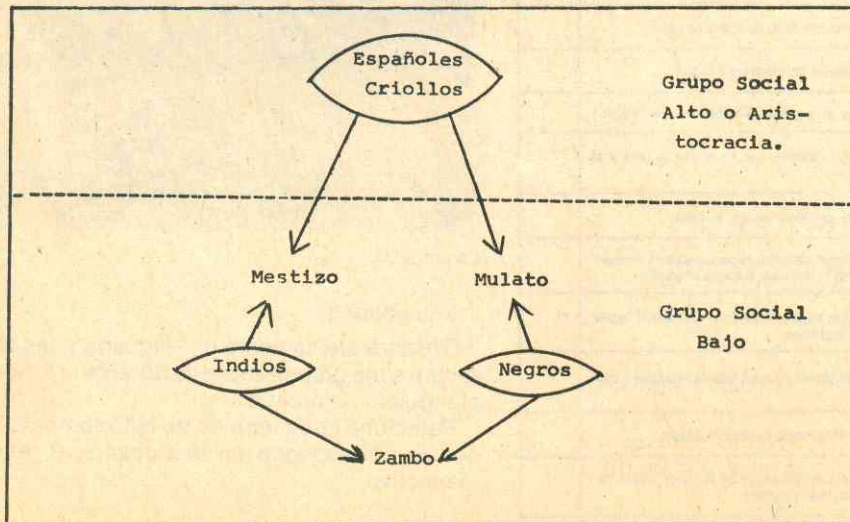 Españoles
Criollos
Grupo Social
Alto o Aris-
tocracia.
Mestizo
Mulato
Grupo Social
Bajo
Indios
Negros
Zambo